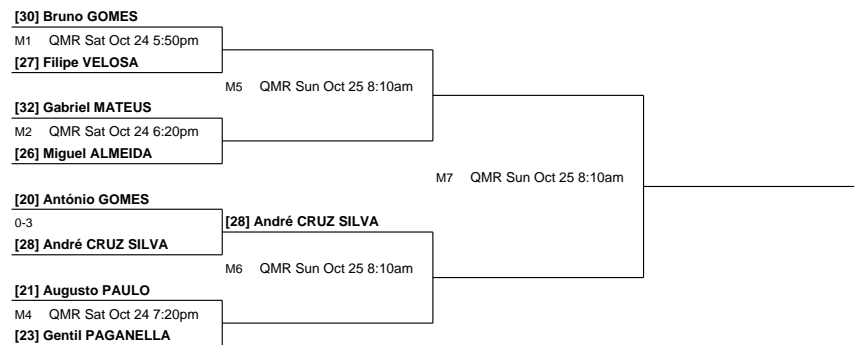 [30] Bruno GOMES
M1 QMR Sat Oct 24 5:50pm
[27] Filipe VELOSA
M5 QMR Sun Oct 25 8:10am
[32] Gabriel MATEUS
M2 QMR Sat Oct 24 6:20pm
[26] Miguel ALMEIDA
M7 QMR Sun Oct 25 8:10am
[20] António GOMES
0-3
[28] André CRUZ SILVA
[28] André CRUZ SILVA
M6 QMR Sun Oct 25 8:10am
[21] Augusto PAULO
M4 QMR Sat Oct 24 7:20pm
[23] Gentil PAGANELLA